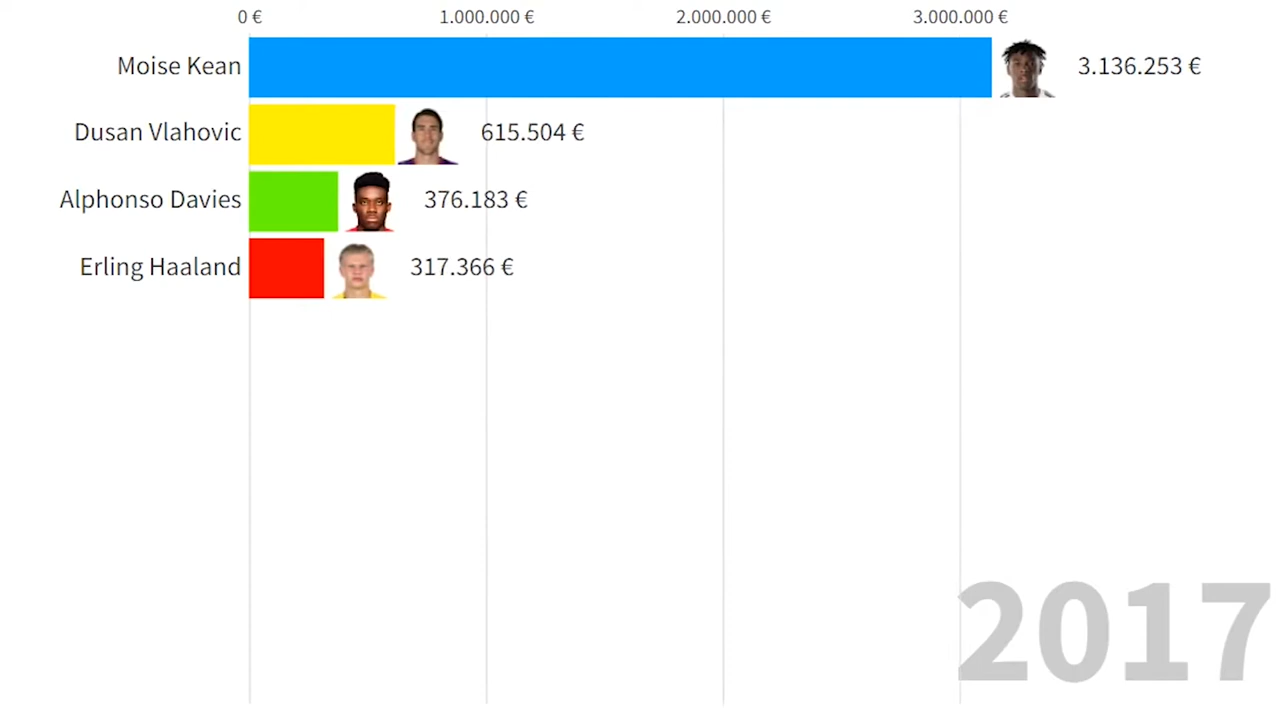 0 € 1.000.000 € 2.000.000 € 3.000.000 €
Moise Kean 3.136.253 €
Dusan Vlahovic 615.504 €
Alphonso Davies 376.183 €
Erling Haaland 317.366 €
2017